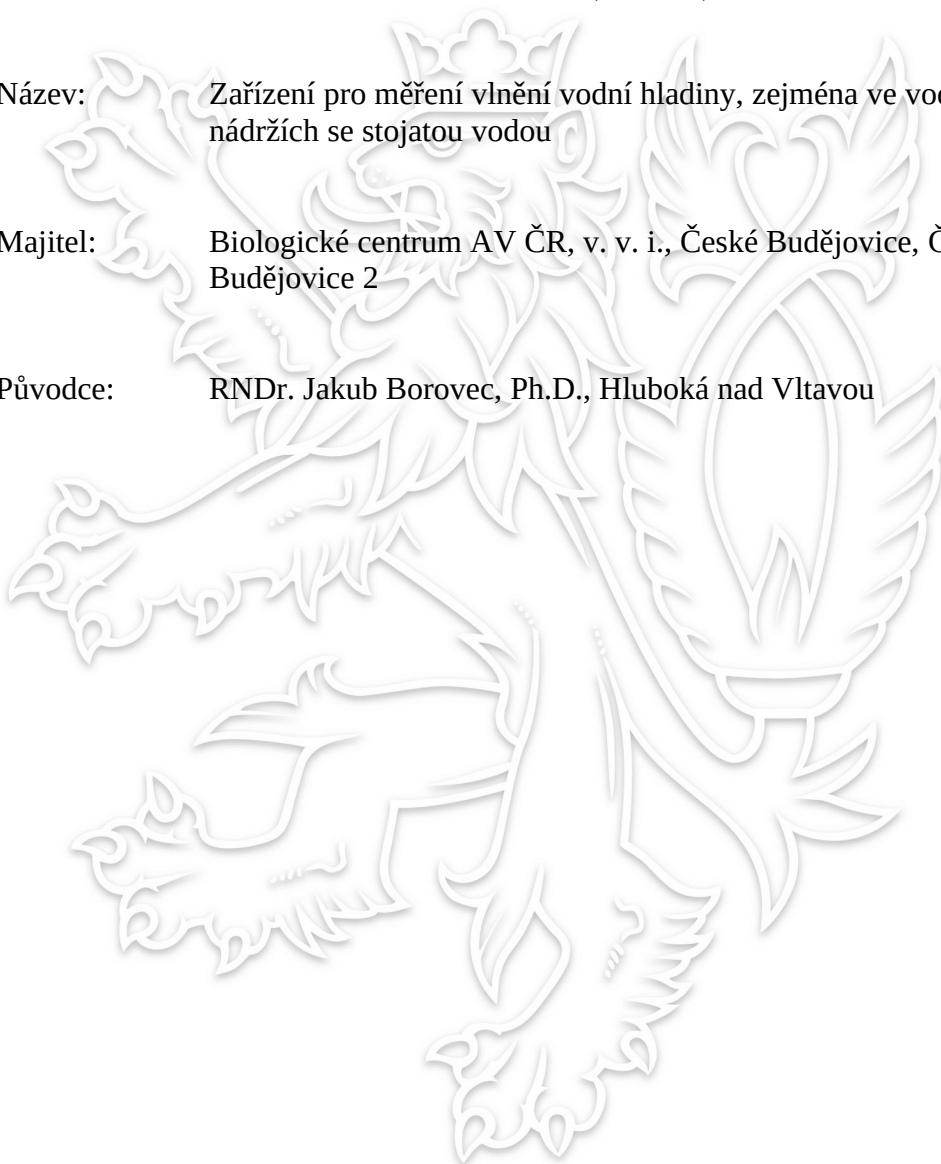 Název: Zařízení pro měření vlnění vodní hladiny, zejména ve
nádržích se stojatou vodou
Majitel: Biologické centrum AV ČR, v. v. i., České Budějovice,
Budějovice 2
Původce: RNDr. Jakub Borovec, Ph.D., Hluboká nad Vltavou